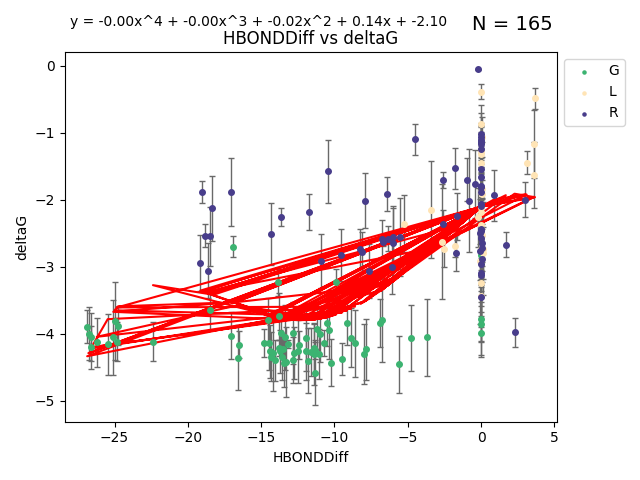 y = -0.00x^4 + -0.00x^3 + -0.02x^2 + 0.14x + -2.10
N = 165
HBONDDiff vs deltaG
G
L
R
deltaG
0
−1
−2
−3
−4
−5
−25 −20 −15 −10 −5 0 5
HBONDDiff